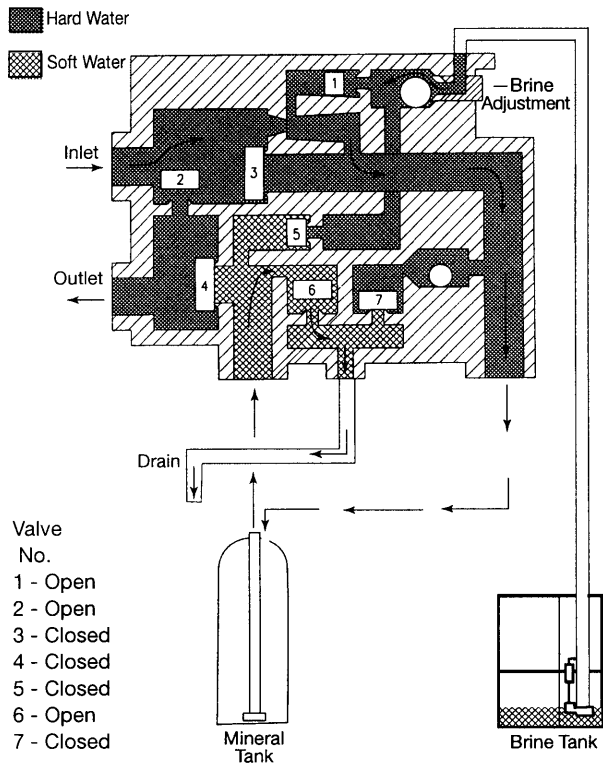 Hard Water
Soft Water
1
Brine
Adjustment
Inlet
2
3
5
Outlet
4
6
7
Drain
Valve
No.
1 - Open
2 - Open
3 - Closed
4 - Closed
5 - Closed
6 - Open
7 - Closed
Mineral
Tank
Brine Tank